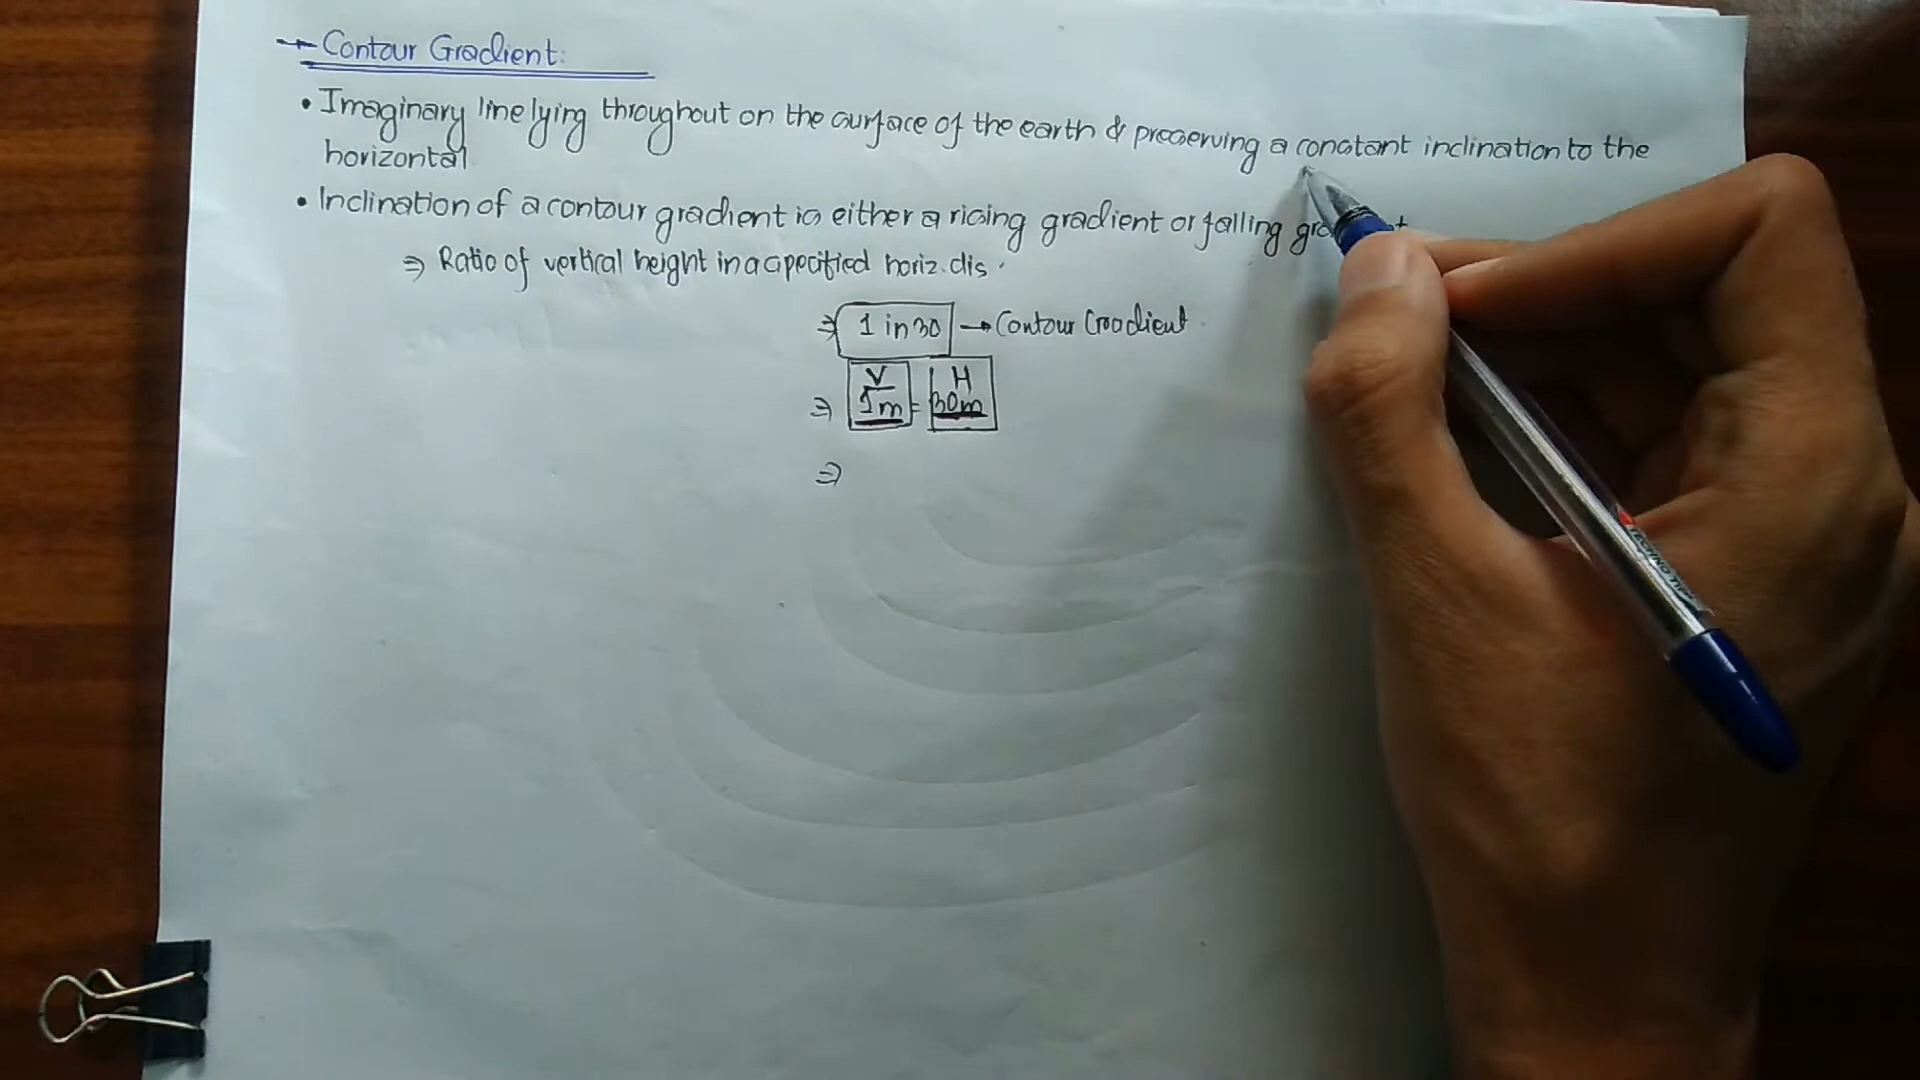 → Contour Gradient:
• Imaginary line lying throughout on the surface of the earth & preserving a constant inclination to the
horizontal
• Inclination of a contour gradient is either a rising gradient or falling
⇒ Ratio of vertical height in a specified horiz. dis.
⇒ 1 in 30 → Contour Gradient
V H
⇒ 1m = 30m
⇒